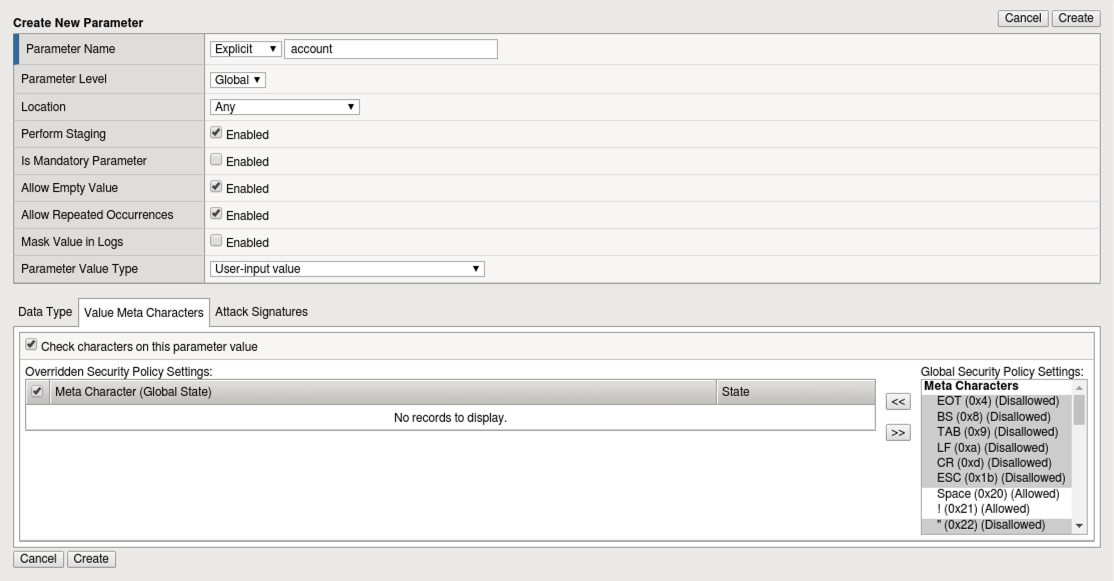 Create New Parameter
Cancel Create
Parameter Name Explicit account
Parameter Level Global
Location Any
Perform Staging Enabled
Is Mandatory Parameter Enabled
Allow Empty Value Enabled
Allow Repeated Occurrences Enabled
Mask Value in Logs Enabled
Parameter Value Type User-input value
Data Type Value Meta Characters Attack Signatures
Check characters on this parameter value
Overridden Security Policy Settings:
Meta Character (Global State) State
No records to display.
<<
>>
Global Security Policy Settings:
Meta Characters
EOT (0x4) (Disallowed)
BS (0x8) (Disallowed)
TAB (0x9) (Disallowed)
LF (0xa) (Disallowed)
CR (0xd) (Disallowed)
ESC (0x1b) (Disallowed)
Space (0x20) (Allowed)
! (0x21) (Allowed)
" (0x22) (Disallowed)
Cancel Create